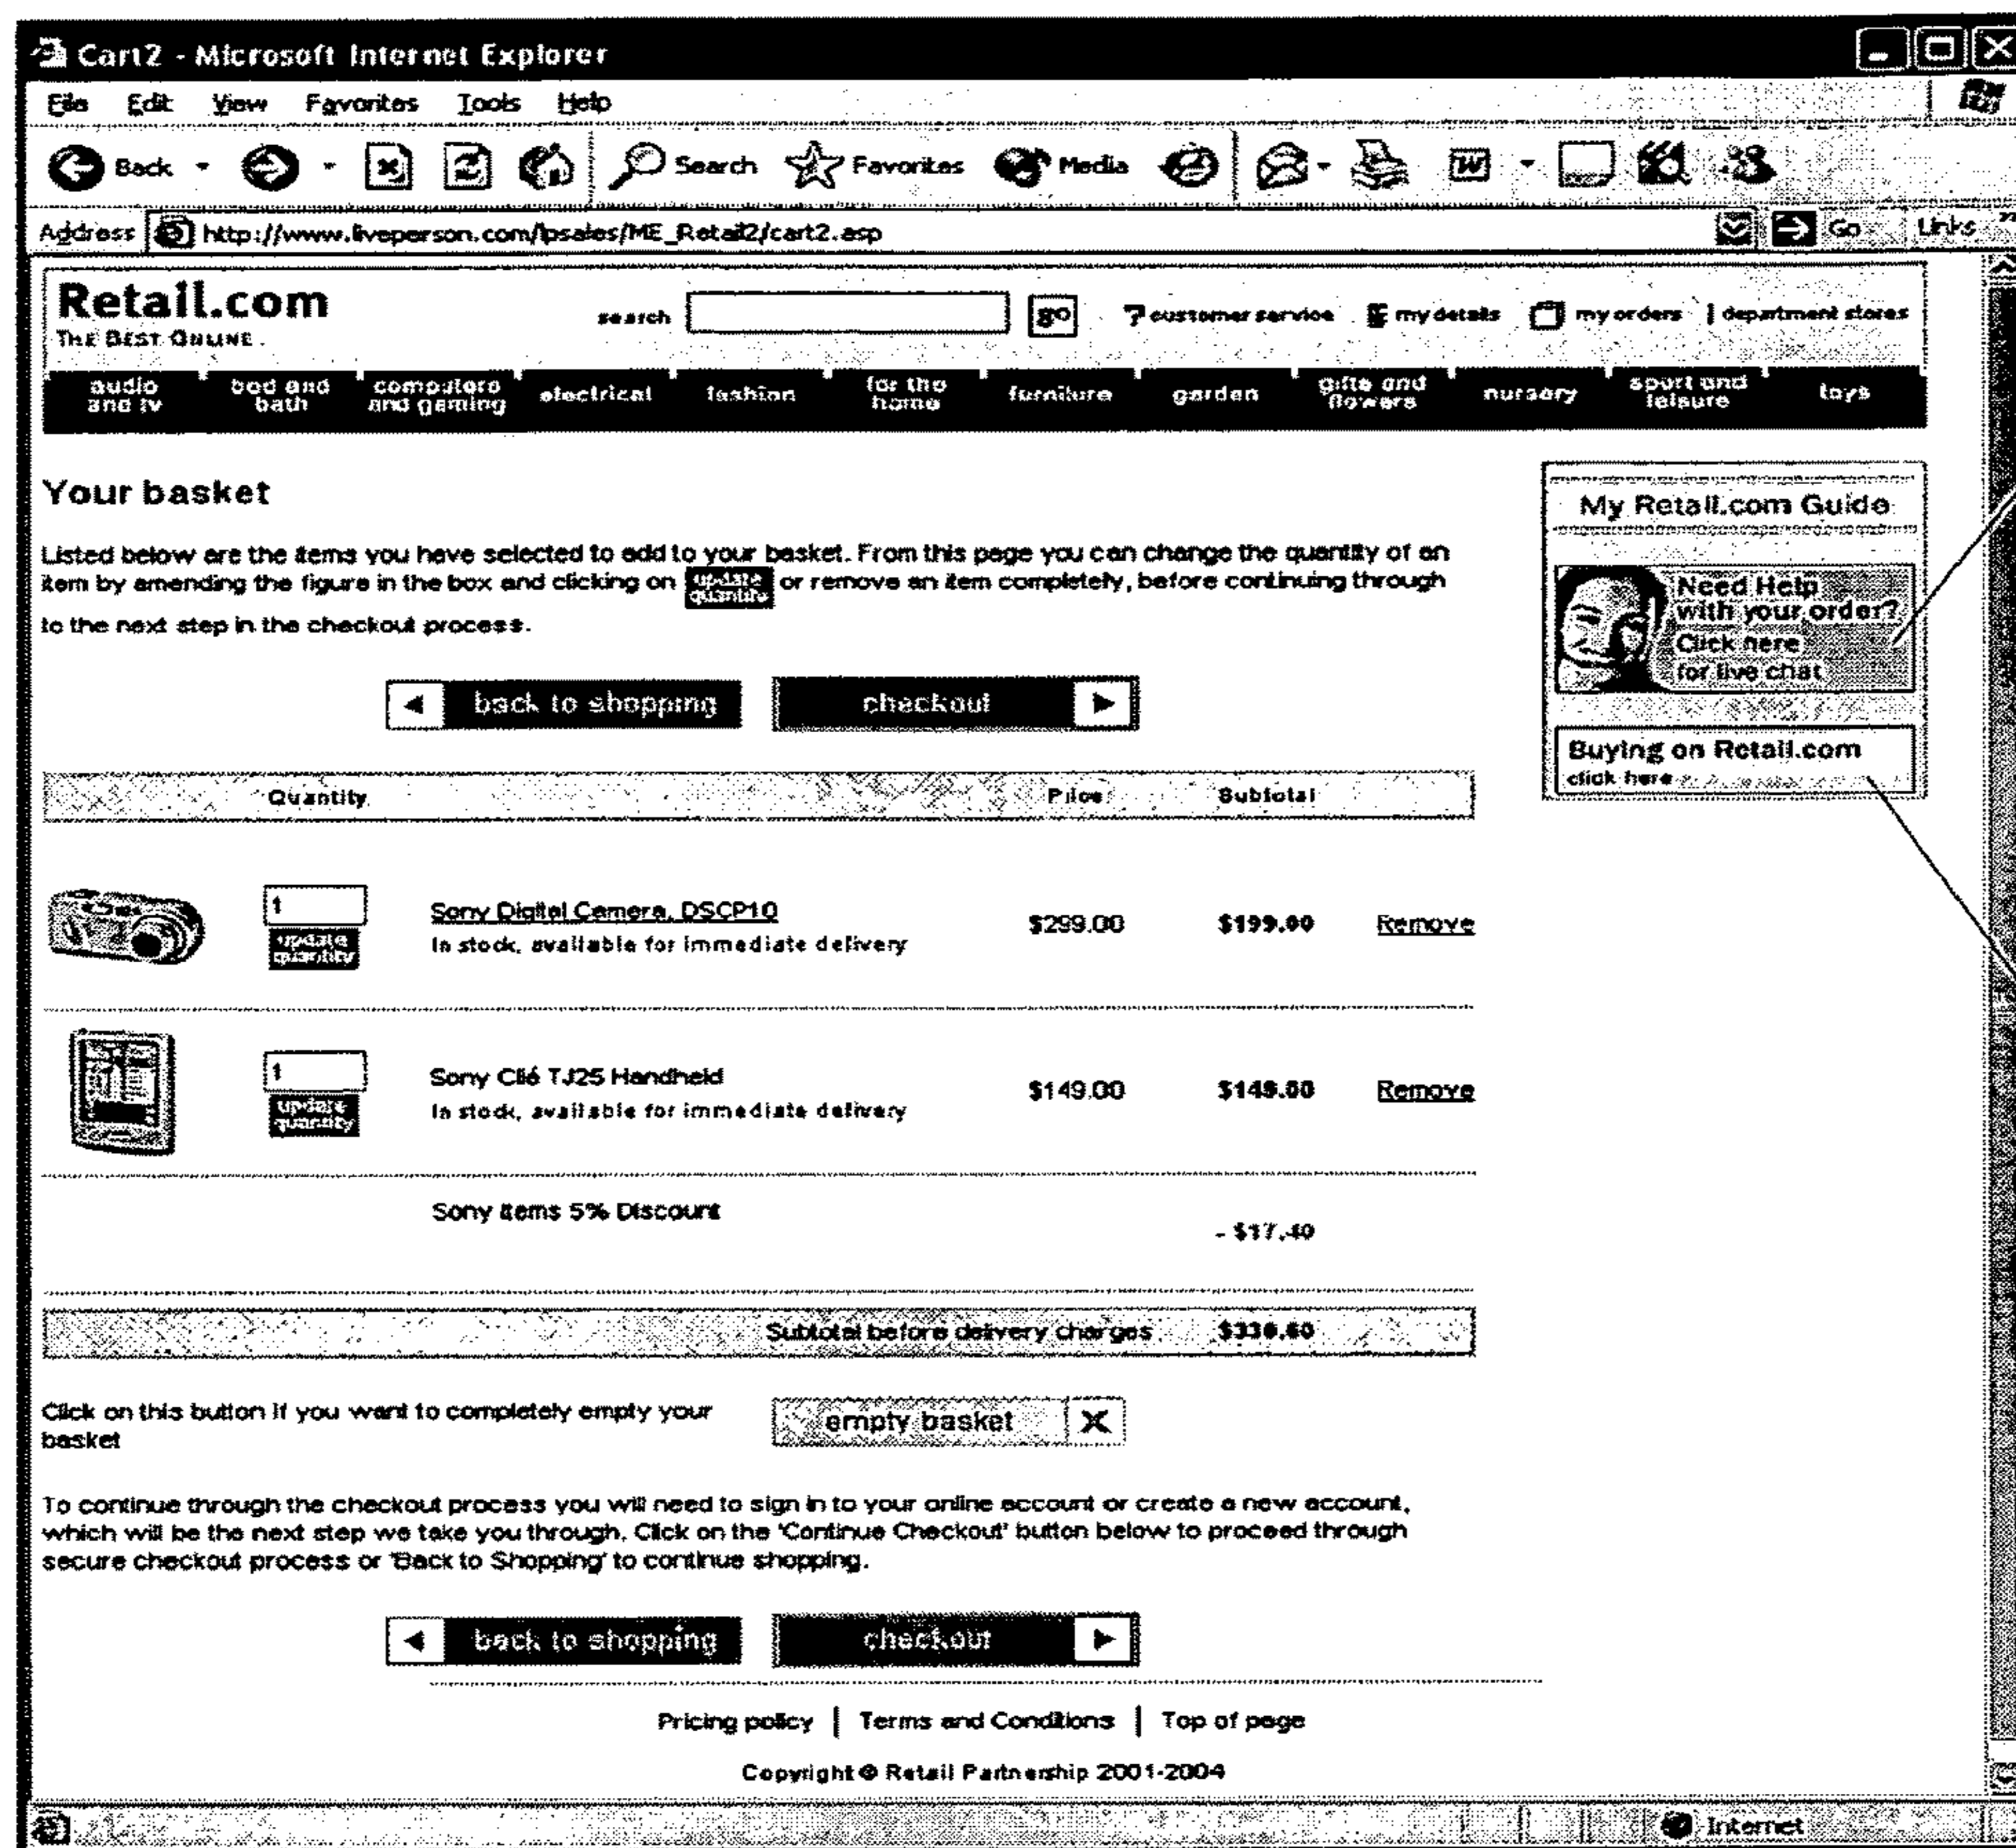 Cart2 - Microsoft Internet Explorer
File Edit View Favorites Tools Help
Back Search Favorites Media
Address http://www.liveperson.com/lpsales/ME_Retail2/cart2.asp Go Links »
Retail.com
THE BEST ONLINE.
search go ? customer service my details my orders | department stores
audio and tv
bed and bath
computers and gaming
electrical
fashion
for the home
furniture
garden
gifts and flowers
nursery
sport and leisure
toys
Your basket
Listed below are the items you have selected to add to your basket. From this page you can change the quantity of an
item by amending the figure in the box and clicking on update quantity or remove an item completely, before continuing through
to the next step in the checkout process.
My Retail.com Guide
Need Help
with your order?
Click here
for live chat
Buying on Retail.com
click here
back to shopping checkout
Quantity Price Subtotal
1 Sony Digital Camera, DSCP10 $299.00 $199.00 Remove
update quantity In stock, available for immediate delivery
1 Sony Clié TJ25 Handheld $149.00 $149.00 Remove
update quantity In stock, available for immediate delivery
Sony items 5% Discount
- $17.40
Subtotal before delivery charges $330.60
Click on this button if you want to completely empty your
basket
empty basket X
To continue through the checkout process you will need to sign in to your online account or create a new account,
which will be the next step we take you through. Click on the 'Continue Checkout' button below to proceed through
secure checkout process or 'Back to Shopping' to continue shopping.
back to shopping checkout
Pricing policy | Terms and Conditions | Top of page
Copyright © Retail Partnership 2001-2004
Internet